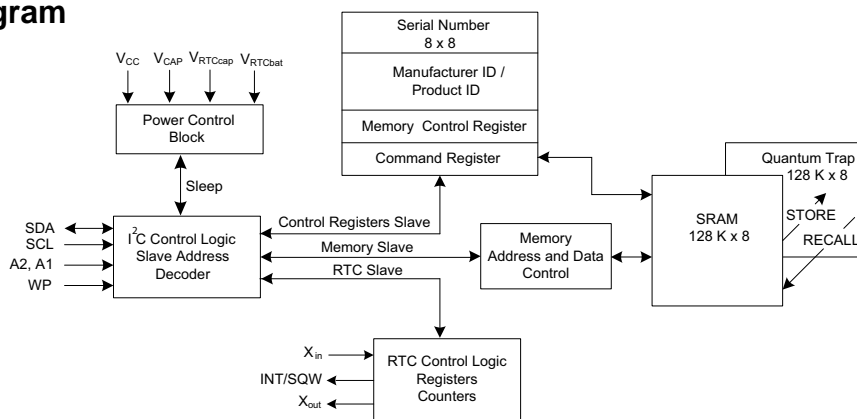 gram
Serial Number
8 x 8
Manufacturer ID /
Product ID
Memory Control Register
Command Register
VCC VCAP VRTCcap VRTCbat
Power Control
Block
Sleep
Quantum Trap
128 K x 8
SRAM
128 K x 8
STORE
RECALL
SDA
SCL
A2, A1
WP
I2C Control Logic
Slave Address
Decoder
Control Registers Slave
Memory Slave
RTC Slave
Memory
Address and Data
Control
Xin
INT/SQW
Xout
RTC Control Logic
Registers
Counters